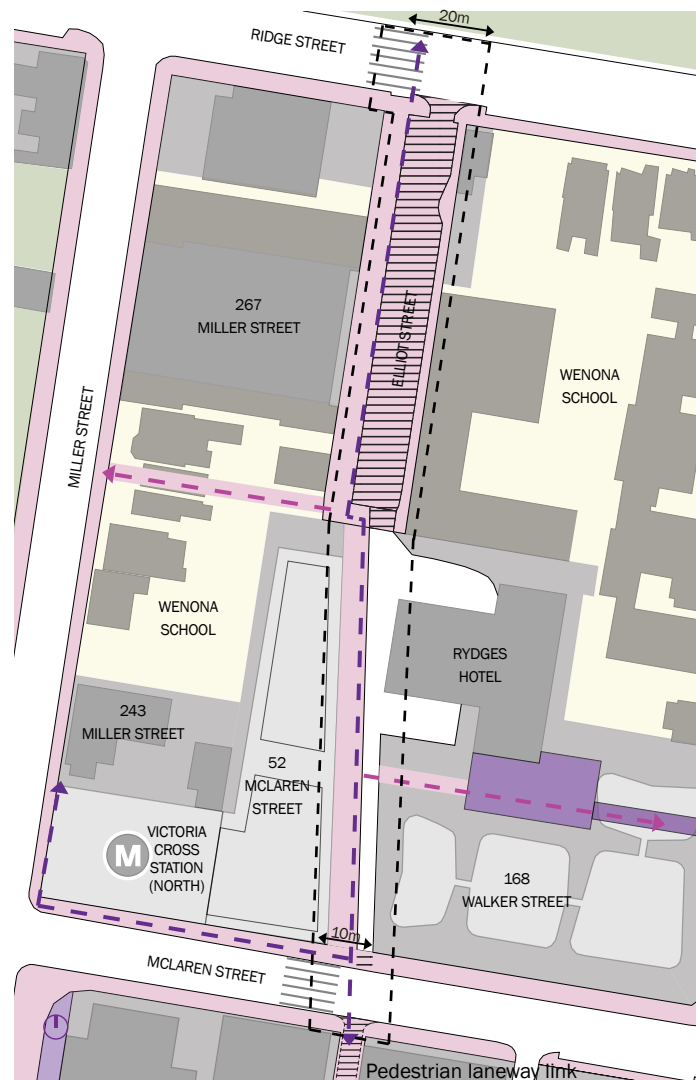 20m
RIDGE STREET
267
MILLER STREET
ELLIOT STREET
WENONA
SCHOOL
MILLER STREET
WENONA
SCHOOL
RYDGES
HOTEL
243
MILLER STREET
52
MCLAREN
STREET
M
VICTORIA
CROSS
STATION
(NORTH)
168
WALKER STREET
10m
MCLAREN STREET
Pedestrian laneway link